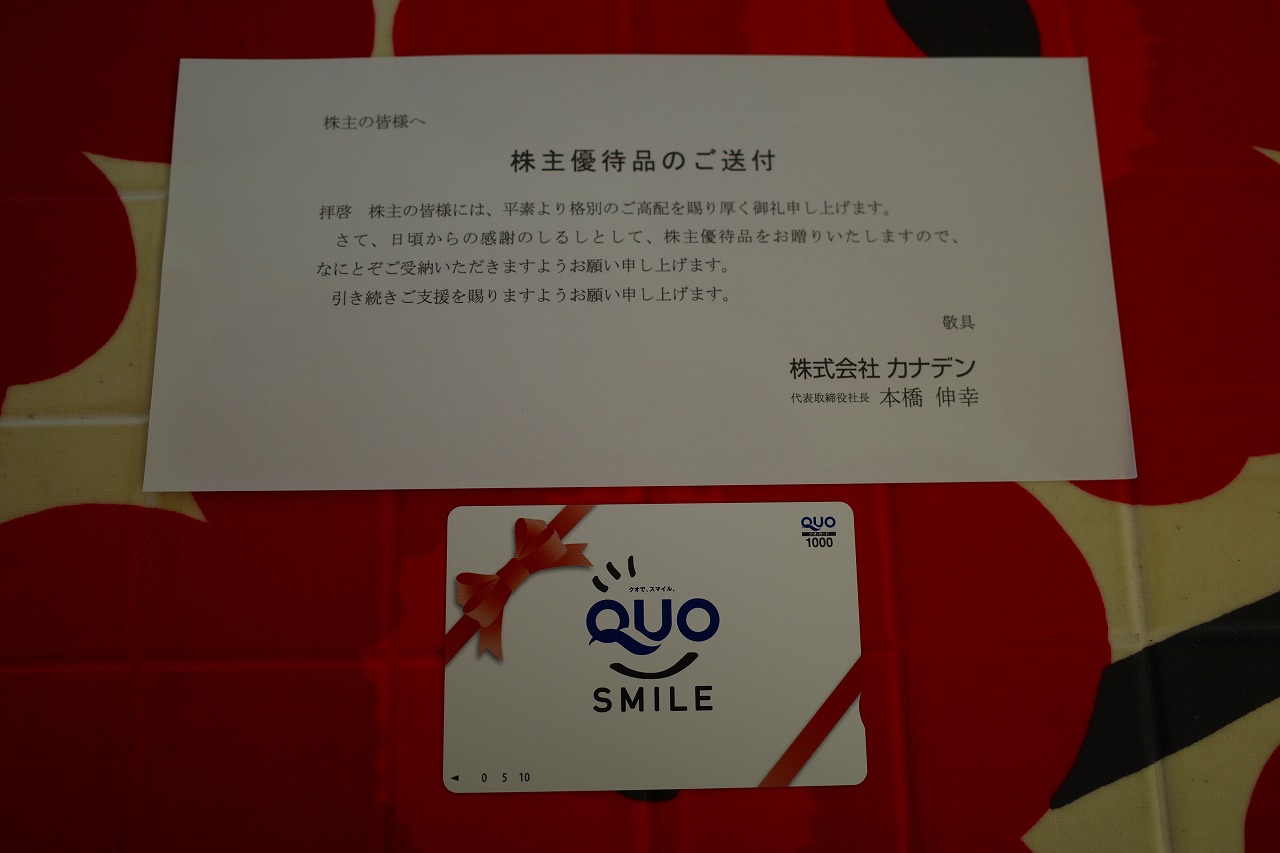 株主の皆様へ
株主優待品のご送付
拝啓　株主の皆様には、平素より格別のご高配を賜り厚く御礼申し上げます。
さて、日頃からの感謝のしるしとして、株主優待品をお贈りいたしますので、
なにとぞご受納いただきますようお願い申し上げます。
引き続きご支援を賜りますようお願い申し上げます。
敬具
株式会社 カナデン
代表取締役社長 本橋 伸幸
QUO
クオ・カード
1000
クオで、スマイル。
QUO
SMILE
◄ 0 5 10